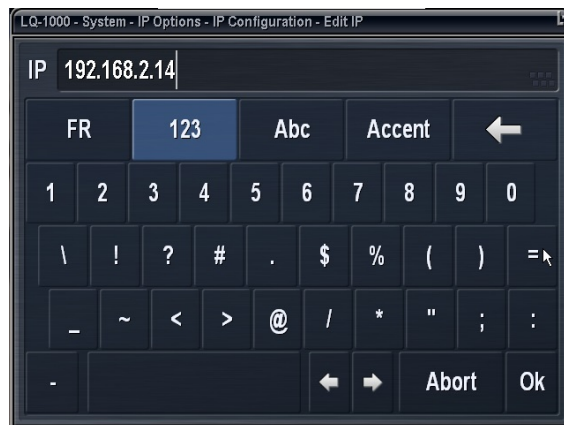 LQ-1000 - System - IP Options - IP Configuration - Edit IP
IP 192.168.2.14
FR 123 Abc Accent
1 2 3 4 5 6 7 8 9 0
\ ! ? # . $ % ( ) =
_ ~ < > @ / * " ; :
- Abort Ok